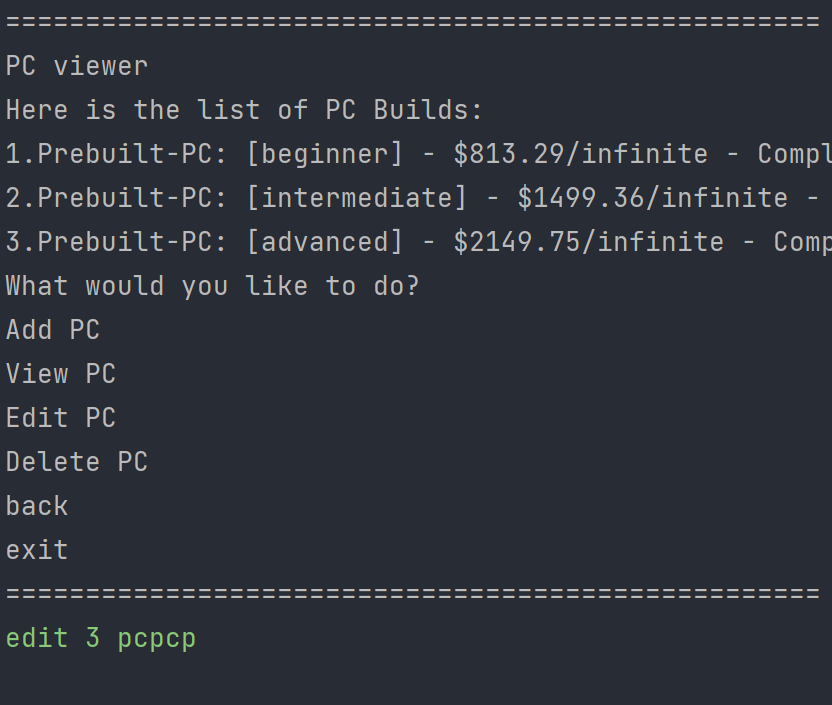 ===================================================
PC viewer
Here is the list of PC Builds:
1.Prebuilt-PC: [beginner] - $813.29/infinite - Compl
2.Prebuilt-PC: [intermediate] - $1499.36/infinite -
3.Prebuilt-PC: [advanced] - $2149.75/infinite - Comp
What would you like to do?
Add PC
View PC
Edit PC
Delete PC
back
exit
===================================================
edit 3 pcpcp